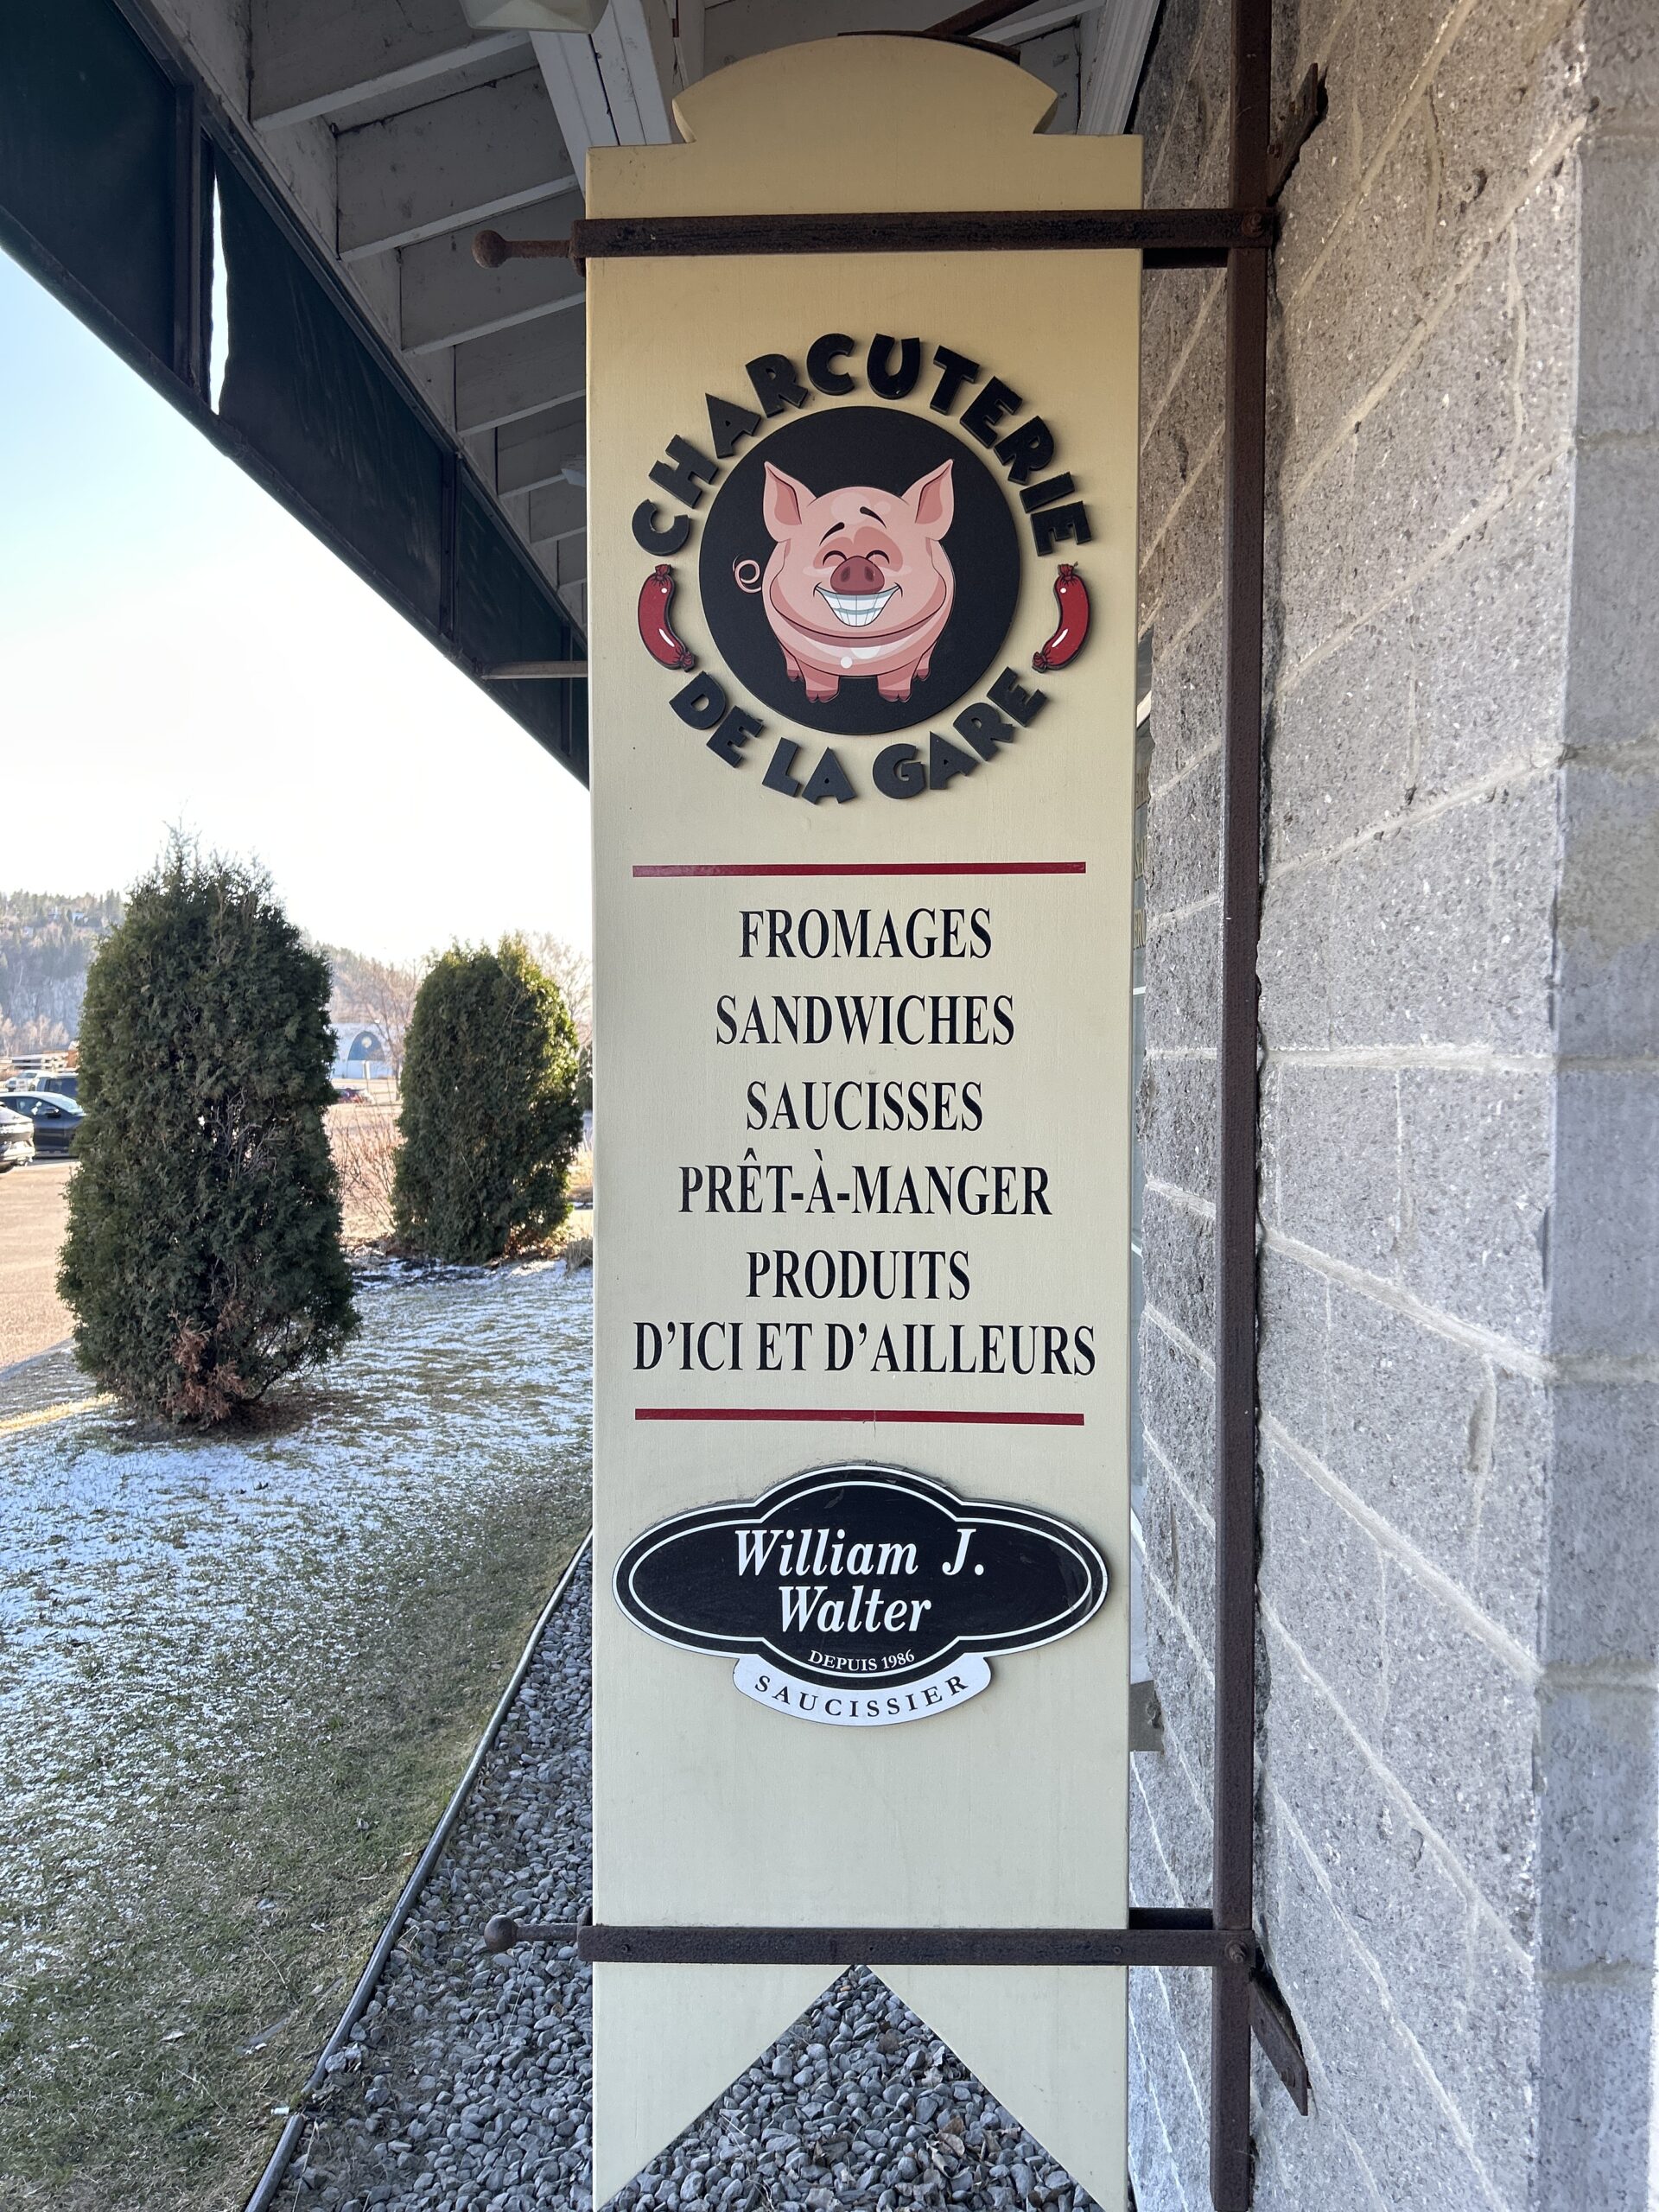 CHARCUTERIE
DE LA GARE
FROMAGES
SANDWICHES
SAUCISSES
PRÊT-À-MANGER
PRODUITS
D'ICI ET D'AILLEURS
William J.
Walter
DEPUIS 1986
SAUCISSIER